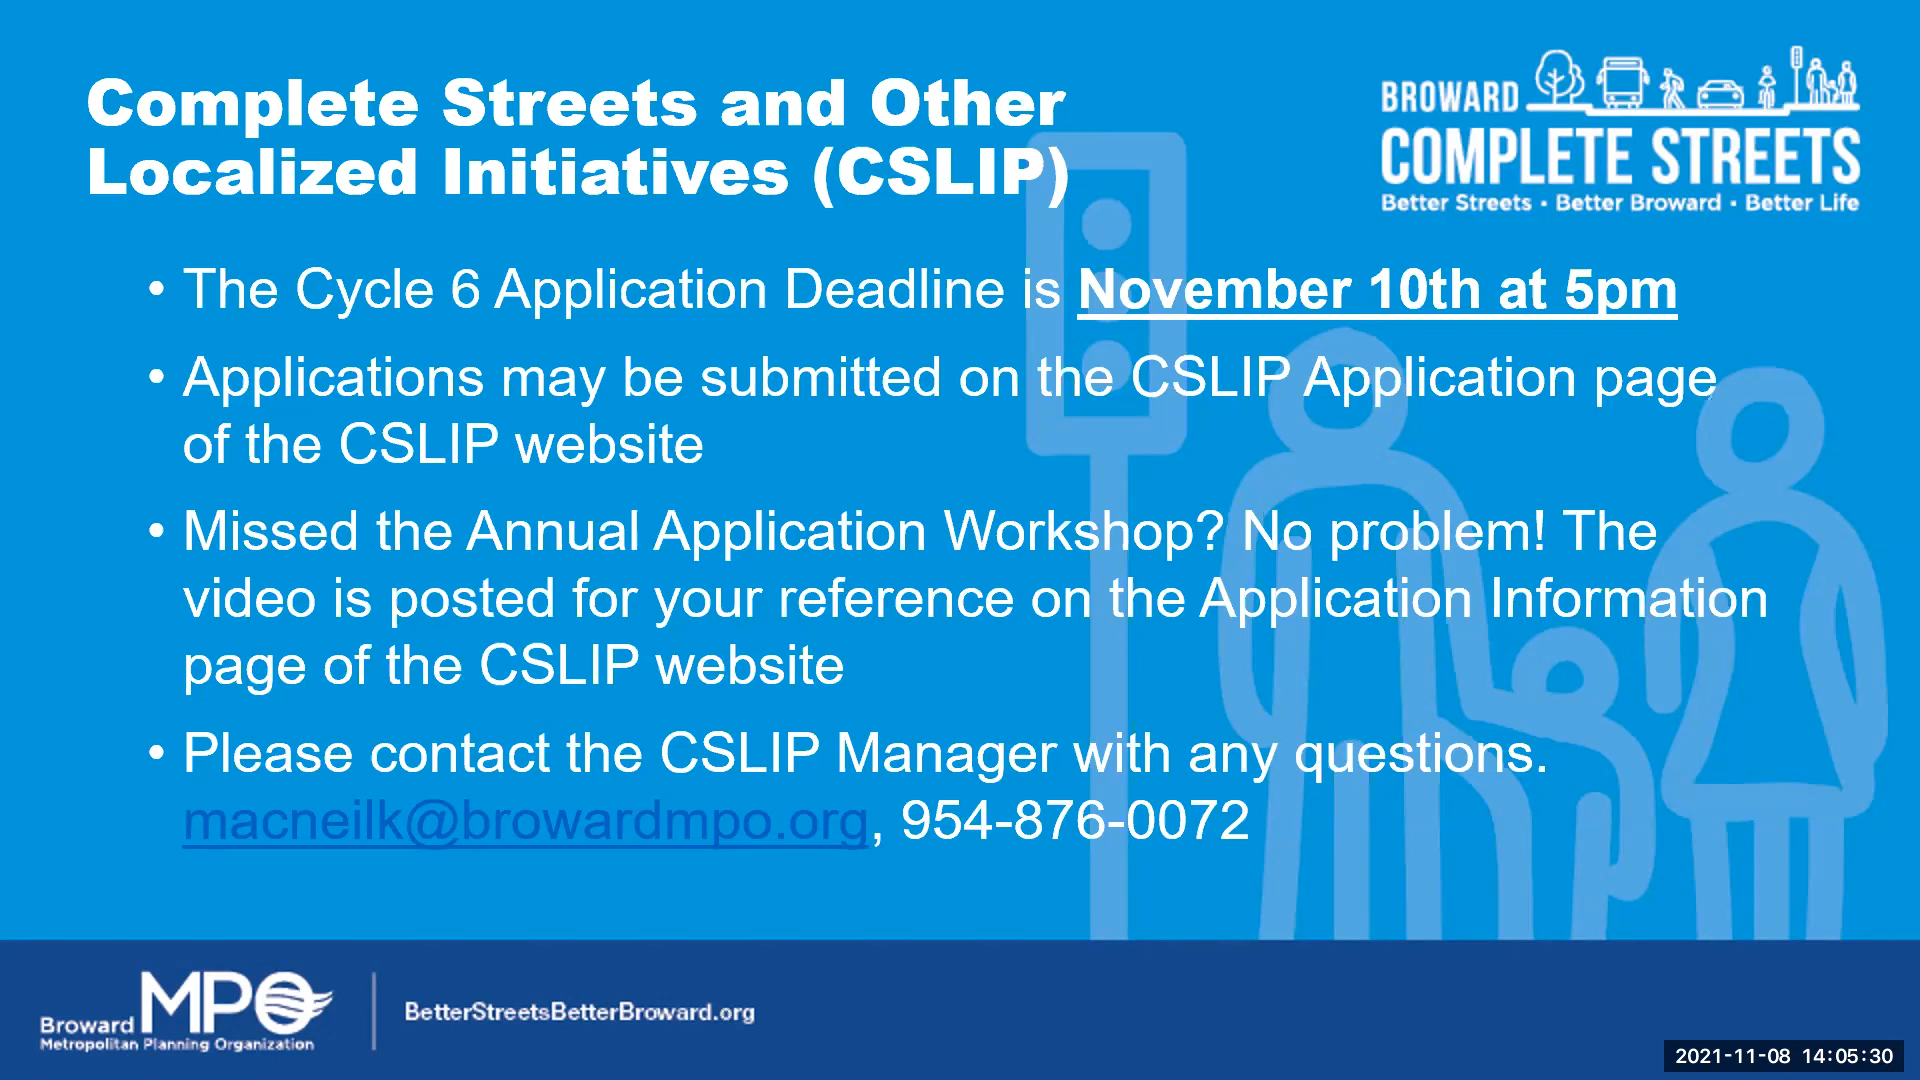 Complete Streets and Other
Localized Initiatives (CSLIP)
BROWARD
COMPLETE STREETS
Better Streets • Better Broward • Better Life
• The Cycle 6 Application Deadline is November 10th at 5pm
• Applications may be submitted on the CSLIP Application page
of the CSLIP website
• Missed the Annual Application Workshop? No problem! The
video is posted for your reference on the Application Information
page of the CSLIP website
• Please contact the CSLIP Manager with any questions.
macneilk@browardmpo.org, 954-876-0072
Broward MPO
Metropolitan Planning Organization
BetterStreetsBetterBroward.org
2021-11-08 14:05:30